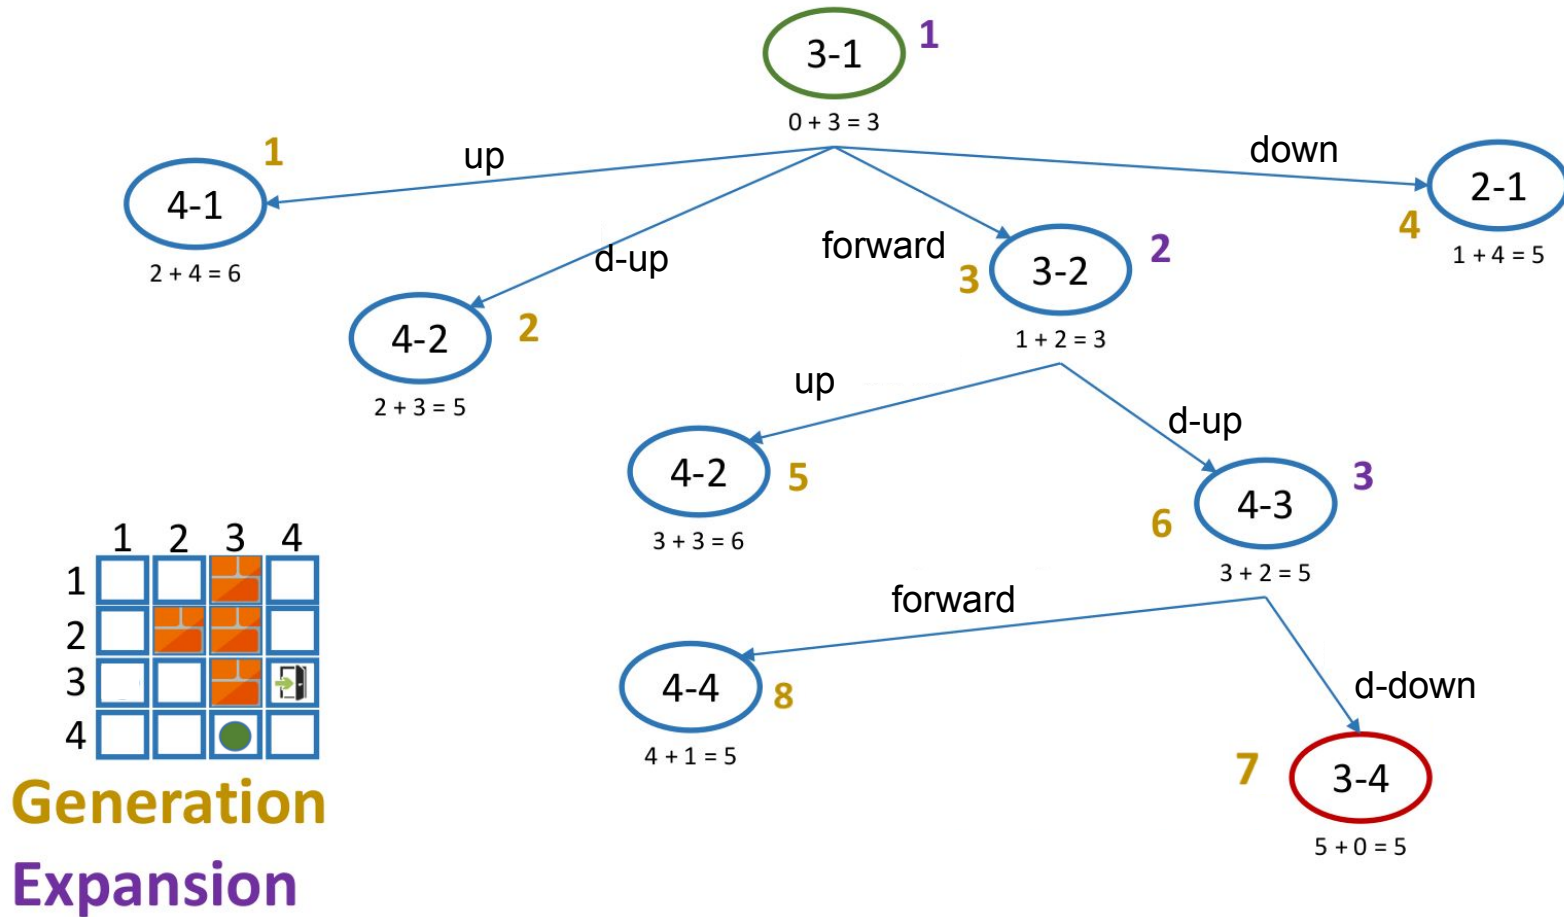 3-1 1
0 + 3 = 3
up
d-up
forward
down
4-1 1
2 + 4 = 6
4-2 2
2 + 3 = 5
3 3-2 2
1 + 2 = 3
4 2-1
1 + 4 = 5
up
d-up
4-2 5
3 + 3 = 6
6 4-3 3
3 + 2 = 5
forward
d-down
4-4 8
4 + 1 = 5
7 3-4
5 + 0 = 5
1 2 3 4
1
2
3
4
Generation
Expansion